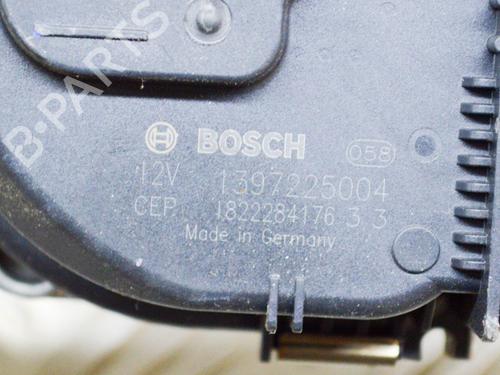 B-PARTS
BOSCH 058
12V 1397225004
CEP. 1822284176 3 3
Made in Germany